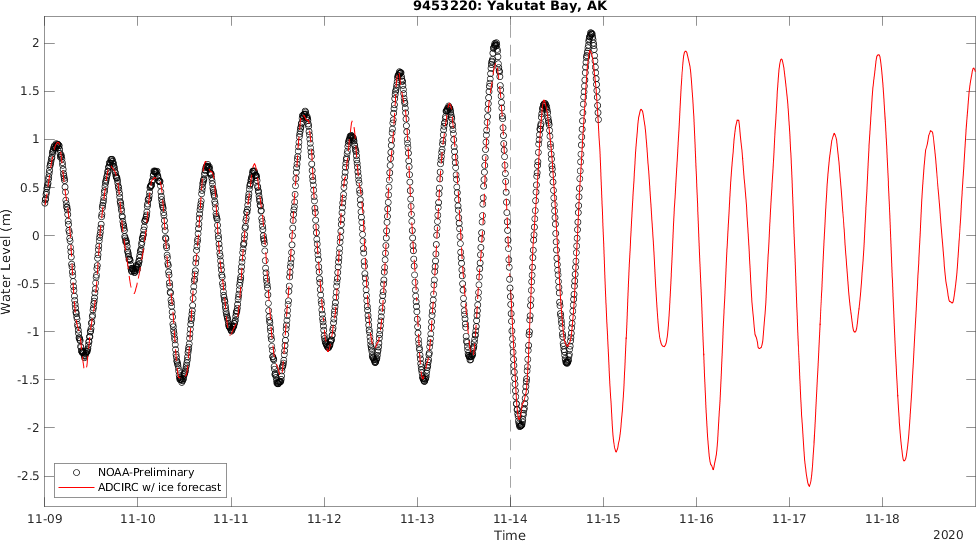 9453220: Yakutat Bay, AK
Water Level (m)
2
1.5
1
0.5
0
-0.5
-1
-1.5
-2
-2.5
NOAA-Preliminary
ADCIRC w/ ice forecast
11-09 11-10 11-11 11-12 11-13 11-14 11-15 11-16 11-17 11-18
Time
2020